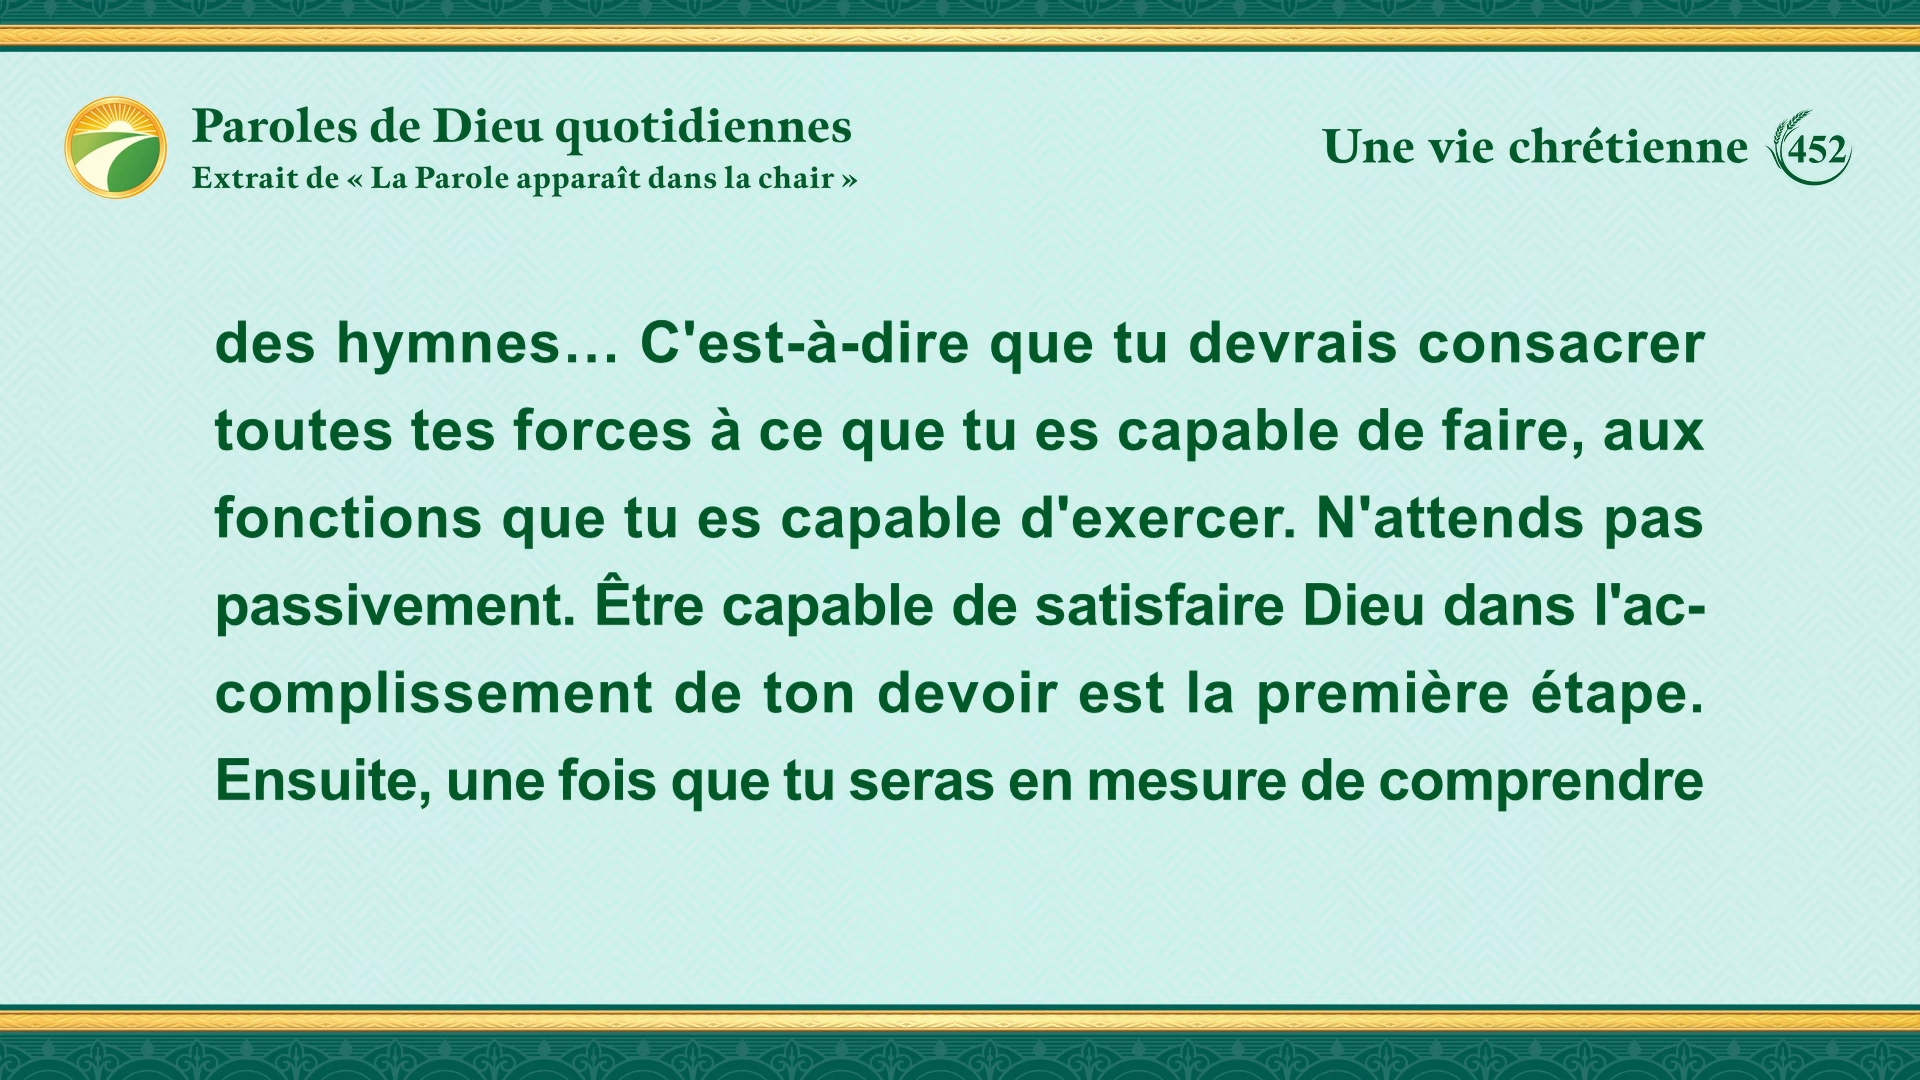 Paroles de Dieu quotidiennes
Extrait de « La Parole apparaît dans la chair »
Une vie chrétienne 452
des hymnes… C'est-à-dire que tu devrais consacrer
toutes tes forces à ce que tu es capable de faire, aux
fonctions que tu es capable d'exercer. N'attends pas
passivement. Être capable de satisfaire Dieu dans l'ac-
complissement de ton devoir est la première étape.
Ensuite, une fois que tu seras en mesure de comprendre